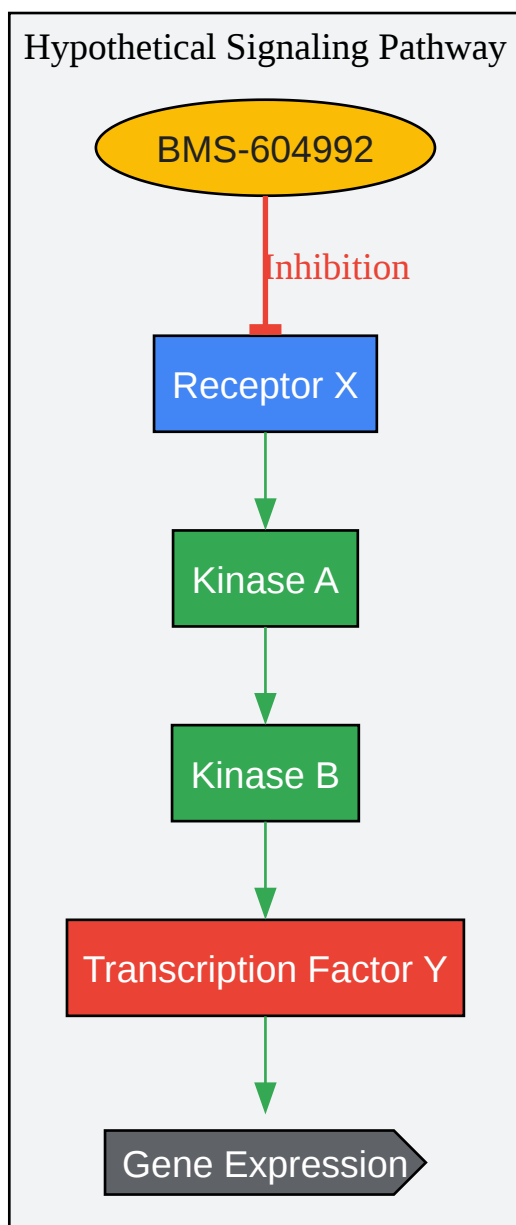 Hypothetical Signaling Pathway
BMS-604992
Inhibition
Receptor X
Kinase A
Kinase B
Transcription Factor Y
Gene Expression